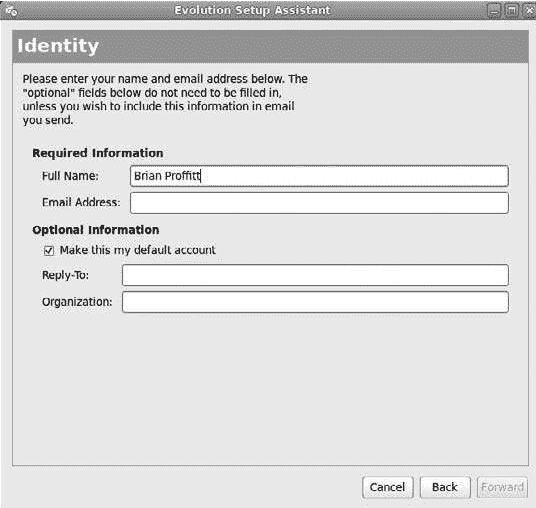 Evolution Setup Assistant
Identity
Please enter your name and email address below. The
"optional" fields below do not need to be filled in,
unless you wish to include this information in email
you send.
Required Information
Full Name: Brian Proffitt
Email Address:
Optional Information
Make this my default account
Reply-To:
Organization:
Cancel Back Forward